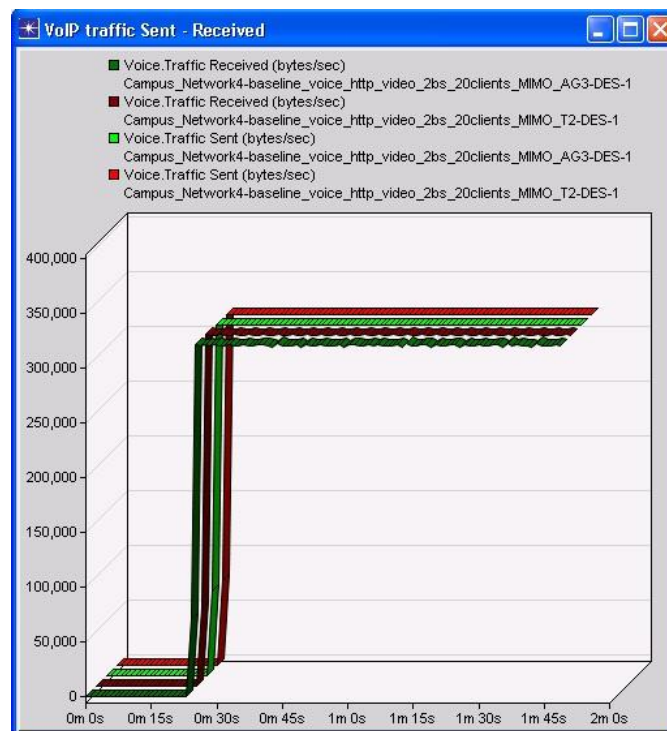 VoIP traffic Sent - Received
Voice.Traffic Received (bytes/sec)
Campus_Network4-baseline_voice_http_video_2bs_20clients_MIMO_AG3-DES-1
Voice.Traffic Received (bytes/sec)
Campus_Network4-baseline_voice_http_video_2bs_20clients_MIMO_T2-DES-1
Voice.Traffic Sent (bytes/sec)
Campus_Network4-baseline_voice_http_video_2bs_20clients_MIMO_AG3-DES-1
Voice.Traffic Sent (bytes/sec)
Campus_Network4-baseline_voice_http_video_2bs_20clients_MIMO_T2-DES-1
400,000
350,000
300,000
250,000
200,000
150,000
100,000
50,000
0
0m 0s 0m 15s 0m 30s 0m 45s 1m 0s 1m 15s 1m 30s 1m 45s 2m 0s